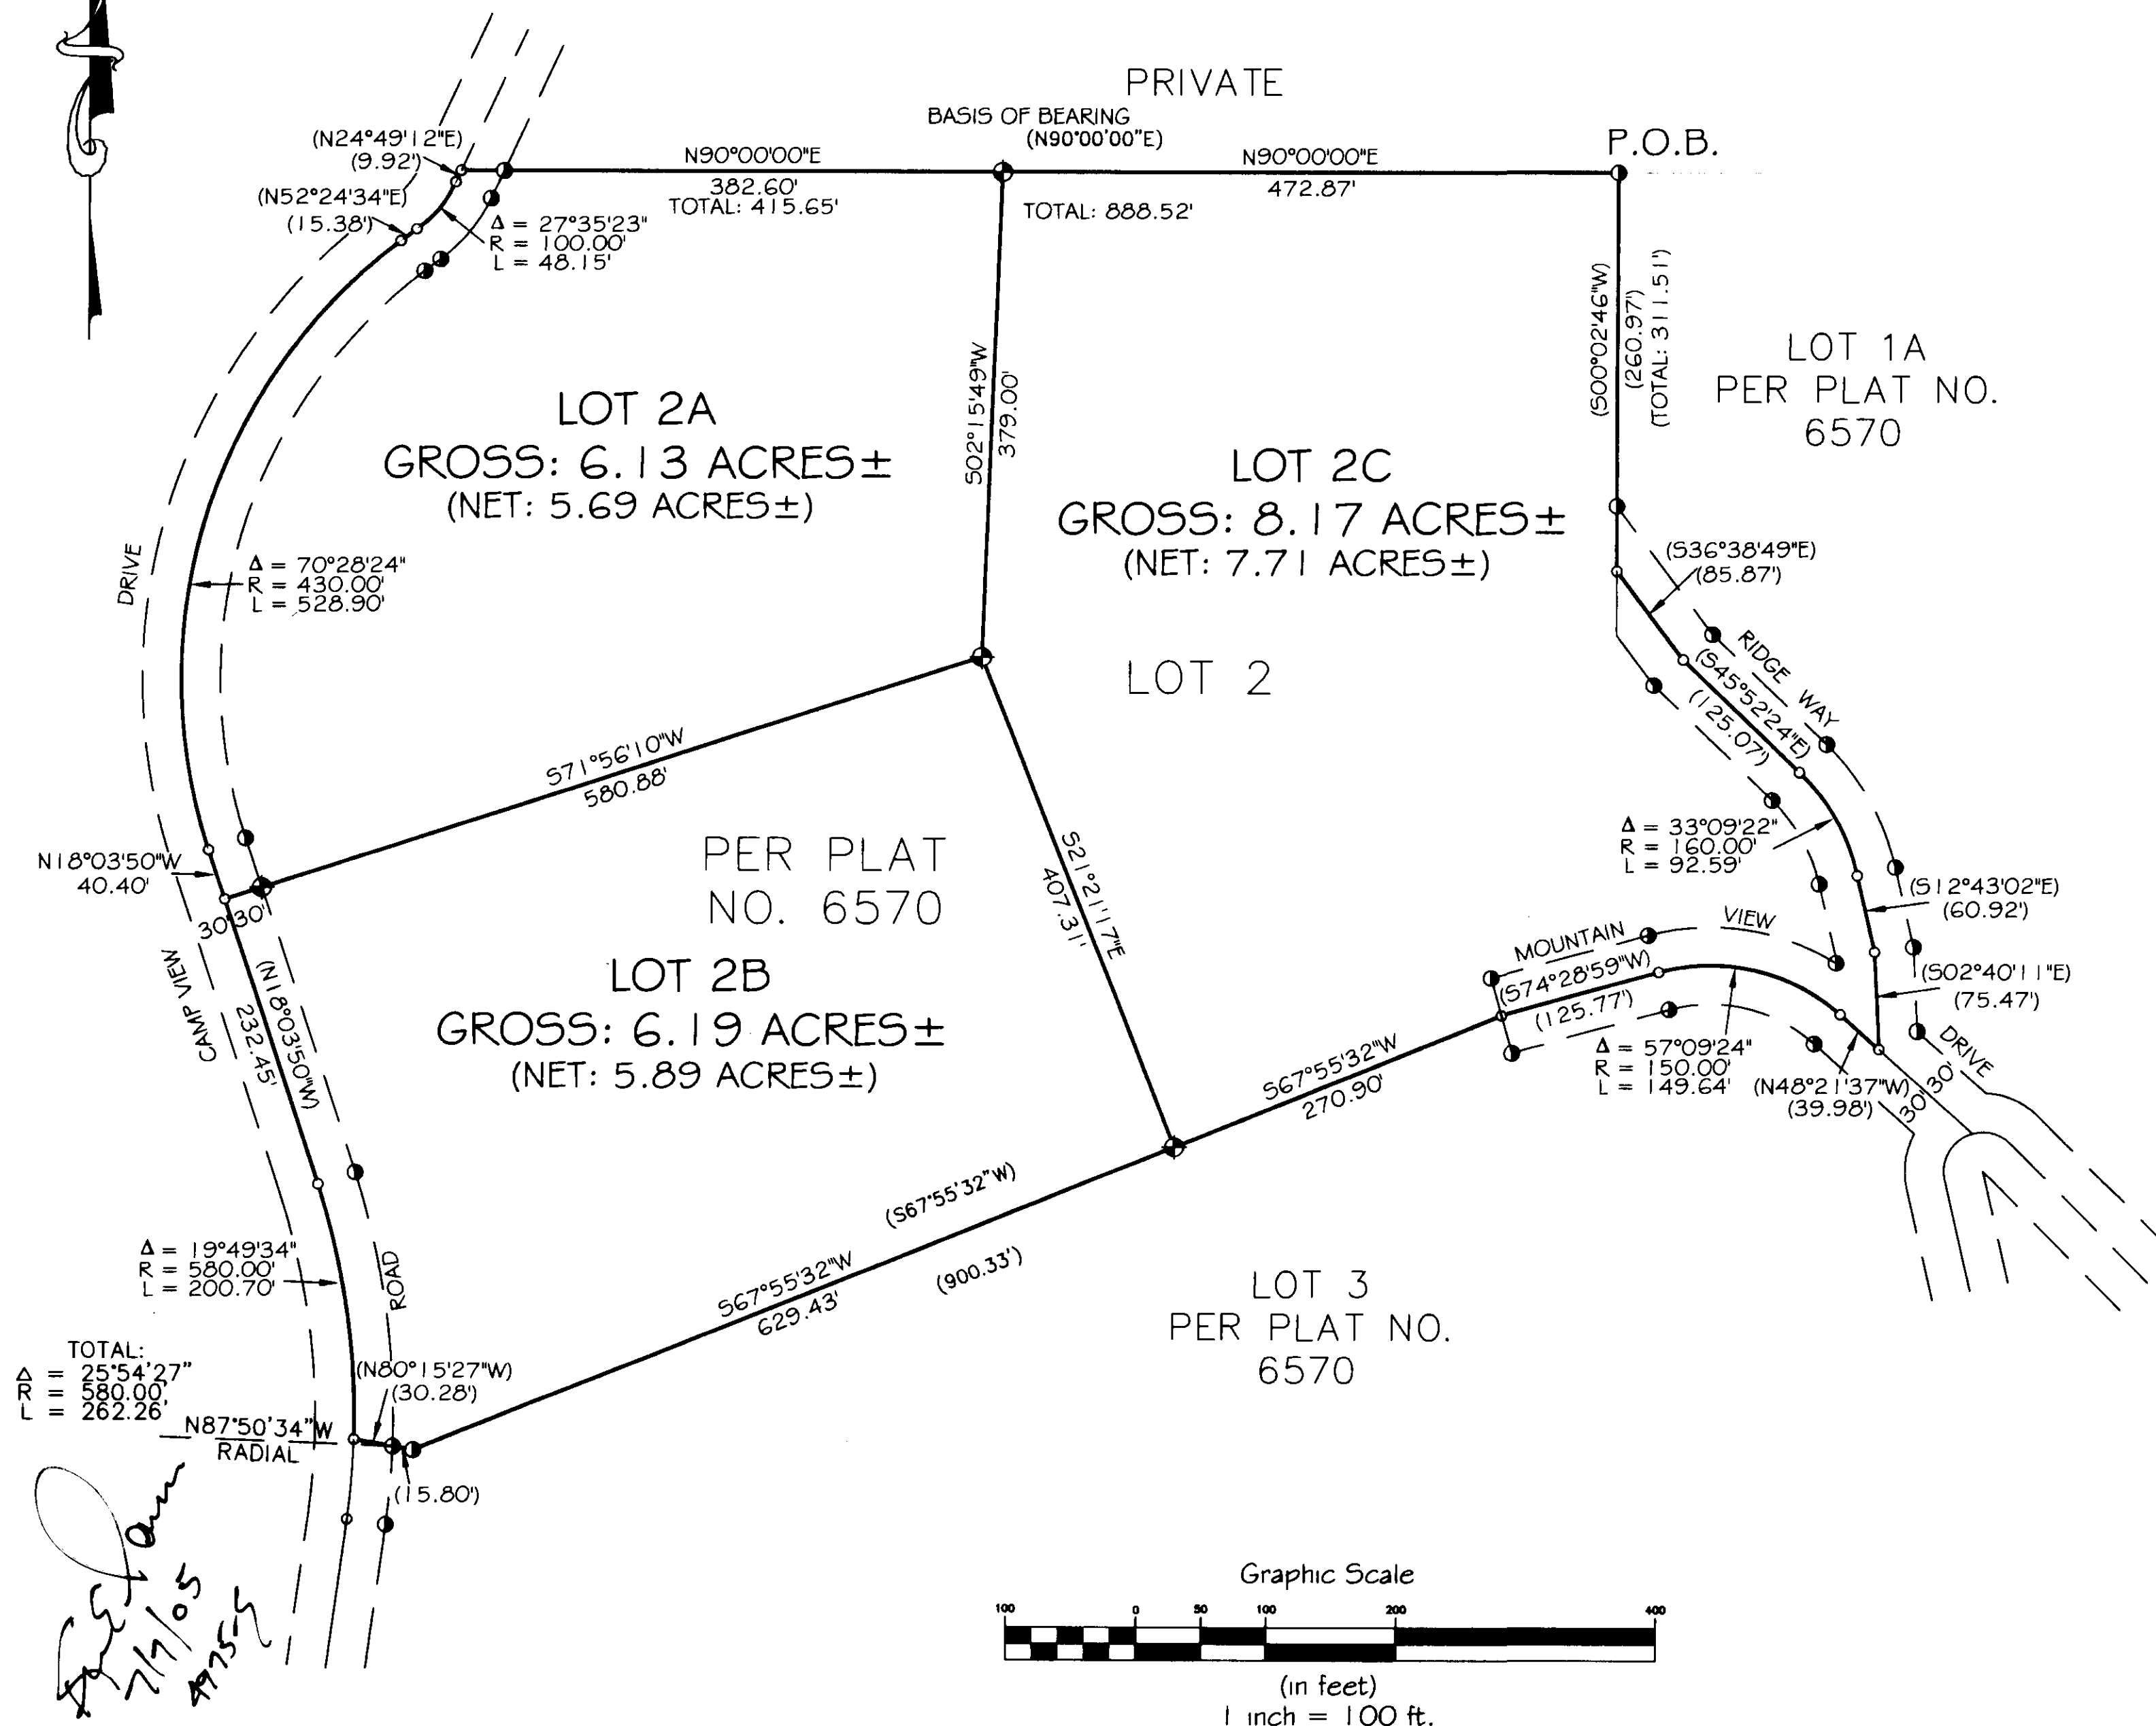 PRIVATE
BASIS OF BEARING
(N90°00'00"E)
P.O.B.
(N24°49'12"E)
(9.92')
N90°00'00"E
382.60'
TOTAL: 415.65'
N90°00'00"E
472.87'
TOTAL: 888.52'
(N52°24'34"E)
(15.38')
Δ = 27°35'23"
R = 100.00'
L = 48.15'
(S00°02'46"W)
(260.97')
(TOTAL: 311.51')
LOT 1A
PER PLAT NO.
6570
S02°15'49"W
379.00'
LOT 2A
GROSS: 6.13 ACRES±
(NET: 5.69 ACRES±)
LOT 2C
GROSS: 8.17 ACRES±
(NET: 7.71 ACRES±)
DRIVE
Δ = 70°28'24"
R = 430.00'
L = 528.90'
(S36°38'49"E)
(85.87')
LOT 2
RIDGE WAY
(S45°52'24"E)
(125.07')
S71°56'10"W
580.88'
PER PLAT
NO. 6570
N18°03'50"W
40.40'
30' 30'
S21°21'17"E
407.31'
Δ = 33°09'22"
R = 160.00'
L = 92.59'
(S12°43'02"E)
(60.92')
MOUNTAIN VIEW
(S74°28'59"W)
(125.77')
(S02°40'11"E)
(75.47')
DRIVE
CAMP VIEW
(N18°03'50"W)
232.45'
LOT 2B
GROSS: 6.19 ACRES±
(NET: 5.89 ACRES±)
S67°55'32"W
270.90'
Δ = 57°09'24"
R = 150.00'
L = 149.64'
(N48°21'37"W)
(39.98')
30' 30'
(S67°55'32"W)
(900.33')
S67°55'32"W
629.43'
Δ = 19°49'34"
R = 580.00'
L = 200.70'
ROAD
LOT 3
PER PLAT NO.
6570
TOTAL:
Δ = 25°54'27"
R = 580.00'
L = 262.26'
(N80°15'27"W)
(30.28')
N87°50'34"W
RADIAL
(15.80')
7/7/05
4975-S
Graphic Scale
100 0 50 100 200 400
(in feet)
1 inch = 100 ft.